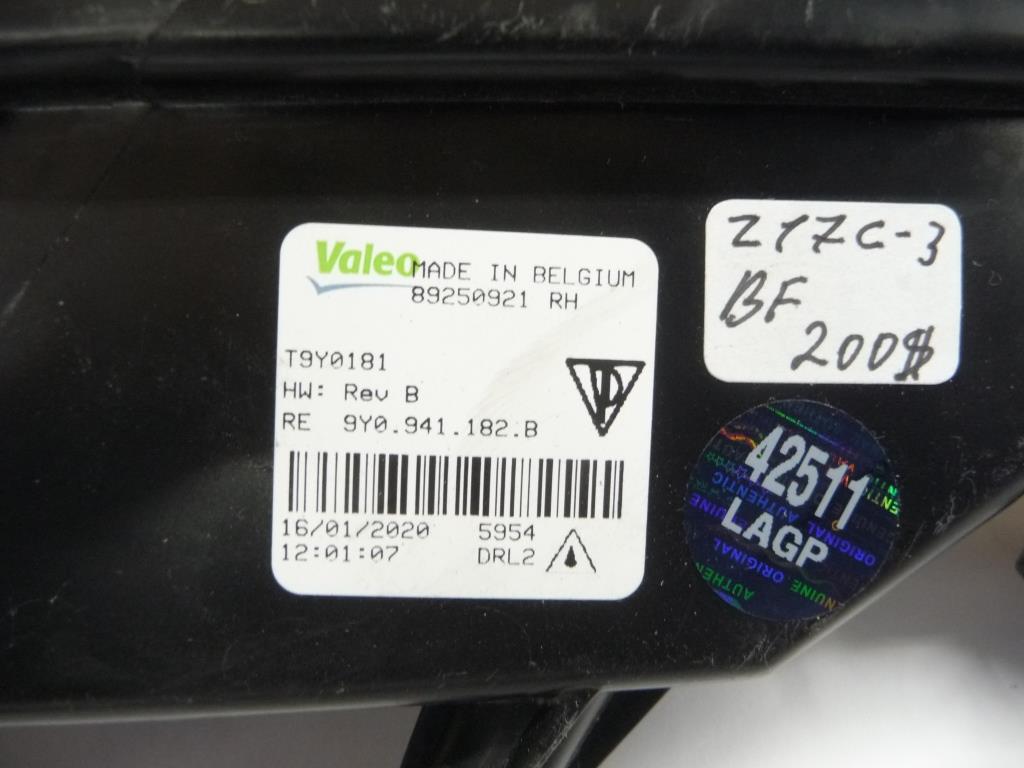 Valeo
MADE IN BELGIUM
89250921 RH
T9Y0181
HW: Rev B
RE 9Y0.941.182.B
16/01/2020 5954
12:01:07 DRL2
Z17C-3
BF
200$
42511
LAGP
GENUINE ORIGINAL AUTHENTIC